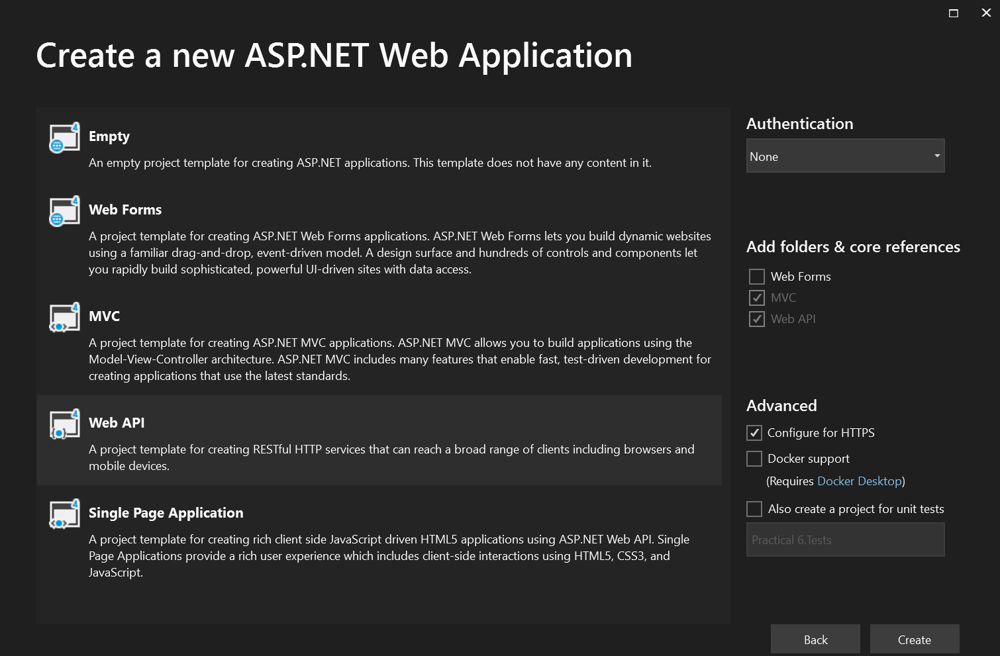 Create a new ASP.NET Web Application
Empty
An empty project template for creating ASP.NET applications. This template does not have any content in it.
Web Forms
A project template for creating ASP.NET Web Forms applications. ASP.NET Web Forms lets you build dynamic websites
using a familiar drag-and-drop, event-driven model. A design surface and hundreds of controls and components let
you rapidly build sophisticated, powerful UI-driven sites with data access.
MVC
A project template for creating ASP.NET MVC applications. ASP.NET MVC allows you to build applications using the
Model-View-Controller architecture. ASP.NET MVC includes many features that enable fast, test-driven development for
creating applications that use the latest standards.
Web API
A project template for creating RESTful HTTP services that can reach a broad range of clients including browsers and
mobile devices.
Single Page Application
A project template for creating rich client side JavaScript driven HTML5 applications using ASP.NET Web API. Single
Page Applications provide a rich user experience which includes client-side interactions using HTML5, CSS3, and
JavaScript.
Authentication
None
Add folders & core references
Web Forms
MVC
Web API
Advanced
Configure for HTTPS
Docker support
(Requires Docker Desktop)
Also create a project for unit tests
Practical 6.Tests
Back
Create